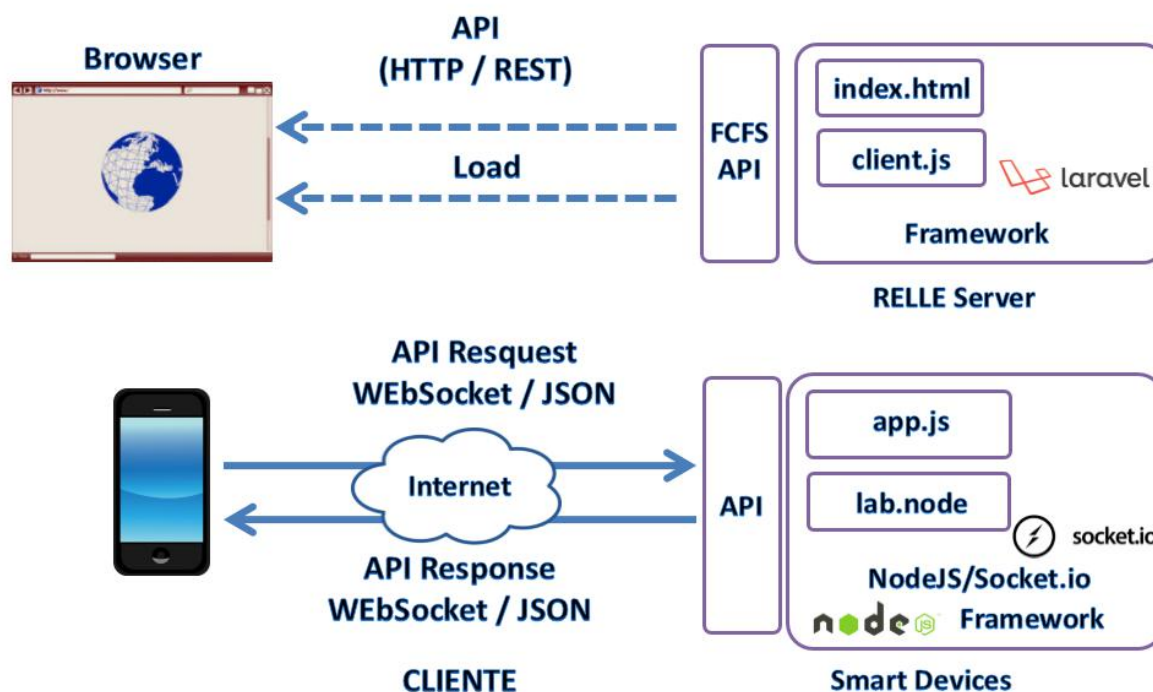 Browser
API
(HTTP / REST)
Load
FCFS
API
index.html
client.js
laravel
Framework
RELLE Server
API Resquest
WEbSocket / JSON
Internet
API Response
WEbSocket / JSON
CLIENTE
API
app.js
lab.node
socket.io
NodeJS/Socket.io
node JS
Framework
Smart Devices